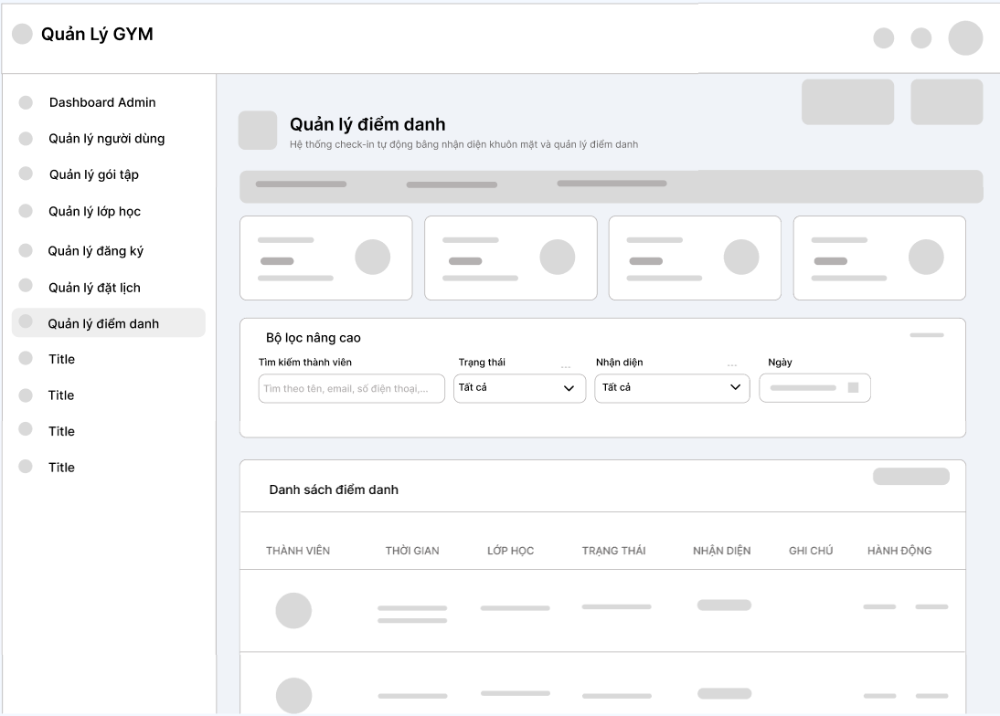 Quản Lý GYM
Dashboard Admin
Quản lý người dùng
Quản lý gói tập
Quản lý lớp học
Quản lý đăng ký
Quản lý đặt lịch
Quản lý điểm danh
Title
Title
Title
Title
Quản lý điểm danh
Hệ thống check-in tự động bằng nhận diện khuôn mặt và quản lý điểm danh
Bộ lọc nâng cao
Tìm kiếm thành viên Trạng thái ... Nhận diện ... Ngày
Tìm theo tên, email, số điện thoại,... Tất cả Tất cả
Danh sách điểm danh
THÀNH VIÊN THỜI GIAN LỚP HỌC TRẠNG THÁI NHẬN DIỆN GHI CHÚ HÀNH ĐỘNG